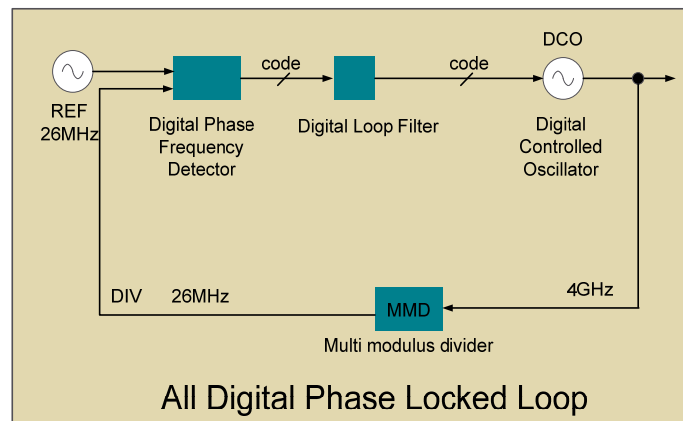 DCO
code
code
REF
26MHz
Digital Phase
Frequency
Detector
Digital Loop Filter
Digital
Controlled
Oscillator
DIV 26MHz
4GHz
MMD
Multi modulus divider
All Digital Phase Locked Loop